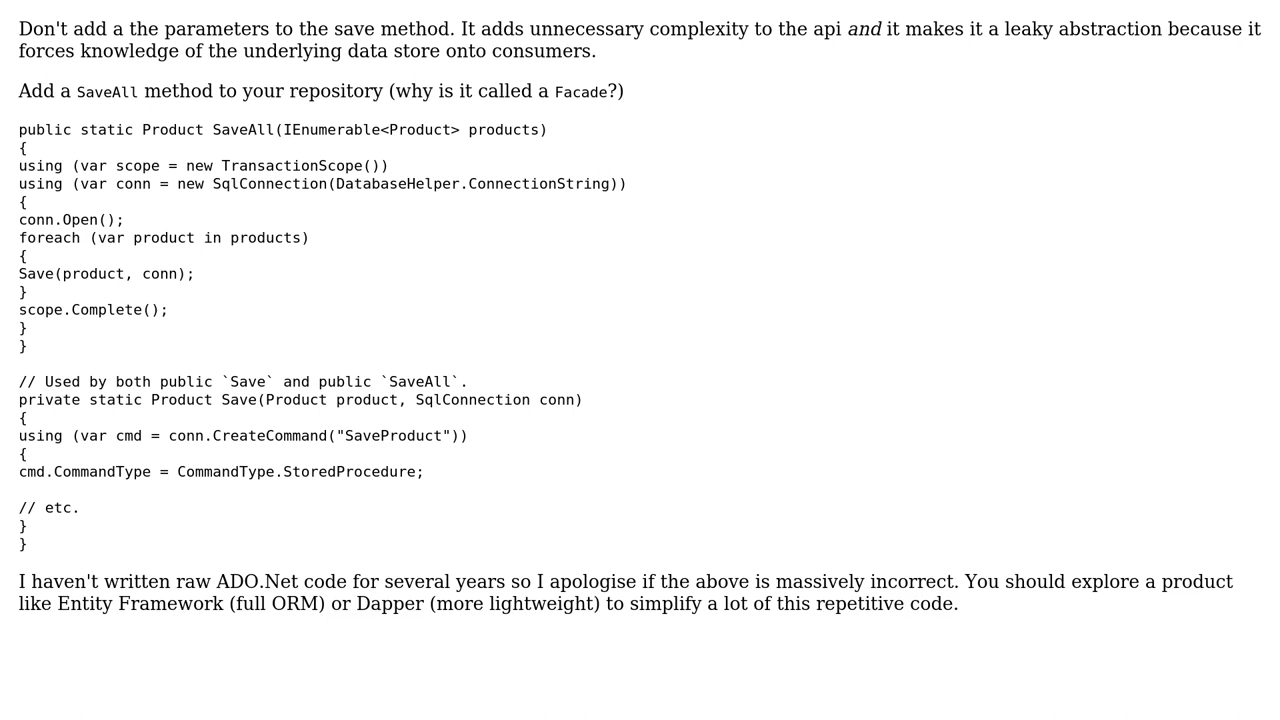 Don't add a the parameters to the save method. It adds unnecessary complexity to the api and it makes it a leaky abstraction because it
forces knowledge of the underlying data store onto consumers.
Add a SaveAll method to your repository (why is it called a Facade?)
public static Product SaveAll(IEnumerable<Product> products)
{
using (var scope = new TransactionScope())
using (var conn = new SqlConnection(DatabaseHelper.ConnectionString))
{
conn.Open();
foreach (var product in products)
{
Save(product, conn);
}
scope.Complete();
}
}
// Used by both public `Save` and public `SaveAll`.
private static Product Save(Product product, SqlConnection conn)
{
using (var cmd = conn.CreateCommand("SaveProduct"))
{
cmd.CommandType = CommandType.StoredProcedure;
// etc.
}
}
I haven't written raw ADO.Net code for several years so I apologise if the above is massively incorrect. You should explore a product
like Entity Framework (full ORM) or Dapper (more lightweight) to simplify a lot of this repetitive code.